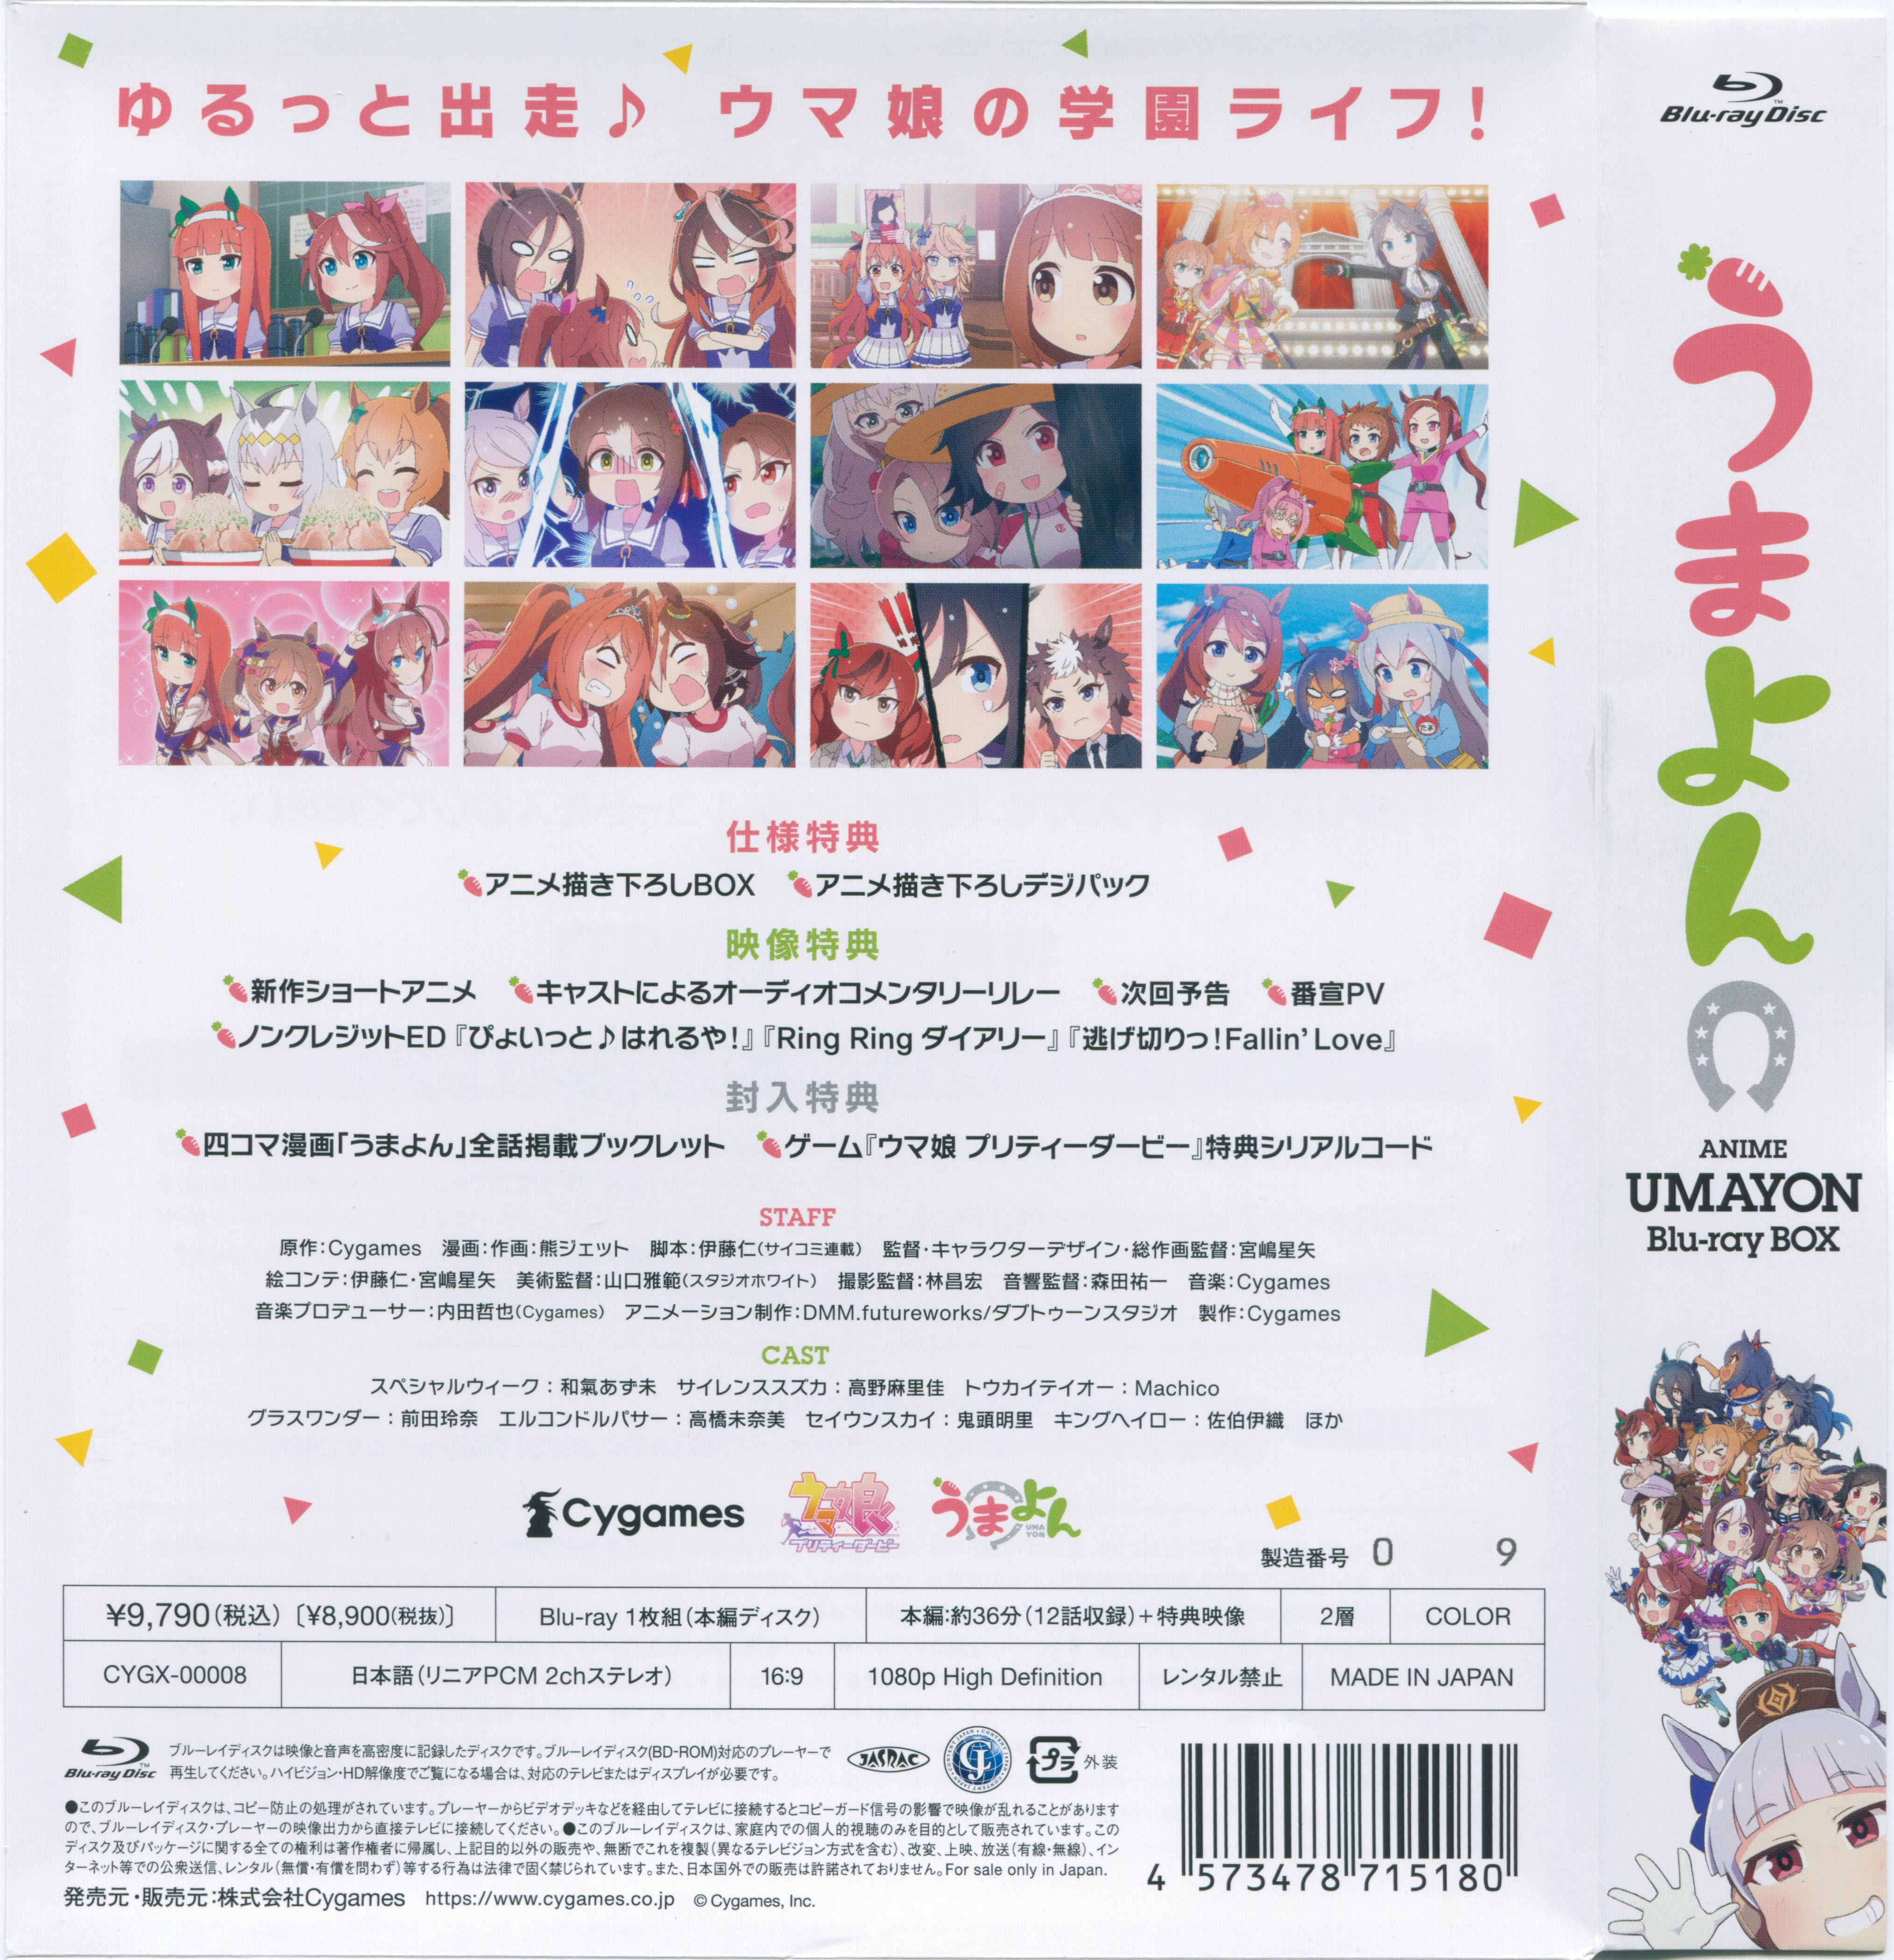 ゆるっと出走♪ ウマ娘の学園ライフ!
仕様特典
アニメ描き下ろしBOX アニメ描き下ろしデジパック
映像特典
新作ショートアニメ キャストによるオーディオコメンタリーリレー 次回予告 番宣PV
ノンクレジットED『ぴょいっと♪はれるや!』『Ring Ring ダイアリー』『逃げ切りっ!Fallin' Love』
封入特典
四コマ漫画「うまよん」全話掲載ブックレット ゲーム『ウマ娘 プリティーダービー』特典シリアルコード
STAFF
原作:Cygames 漫画:作画:熊ジェット 脚本:伊藤仁(サイコミ連載) 監督・キャラクターデザイン・総作画監督:宮嶋星矢
絵コンテ:伊藤仁・宮嶋星矢 美術監督:山口雅範(スタジオホワイト) 撮影監督:林昌宏 音響監督:森田祐一 音楽:Cygames
音楽プロデューサー:内田哲也(Cygames) アニメーション制作:DMM.futureworks/ダブトゥーンスタジオ 製作:Cygames
CAST
スペシャルウィーク:和氣あず未 サイレンススズカ:高野麻里佳 トウカイテイオー:Machico
グラスワンダー:前田玲奈 エルコンドルパサー:高橋未奈美 セイウンスカイ:鬼頭明里 キングヘイロー:佐伯伊織 ほか
Cygames ウマ娘 プリティーダービー うまよん UMAYON
製造番号 0 9
¥9,790(税込)〔¥8,900(税抜)〕 Blu-ray 1枚組(本編ディスク) 本編:約36分(12話収録)+特典映像 2層 COLOR
CYGX-00008 日本語(リニアPCM 2chステレオ) 16:9 1080p High Definition レンタル禁止 MADE IN JAPAN
Blu-ray Disc ブルーレイディスクは映像と音声を高密度に記録したディスクです。ブルーレイディスク(BD-ROM)対応のプレーヤーで
再生してください。ハイビジョン・HD解像度でご覧になる場合は、対応のテレビまたはディスプレイが必要です。
JASRAC CJ プラ 外装
●このブルーレイディスクは、コピー防止の処理がされています。プレーヤーからビデオデッキなどを経由してテレビに接続するとコピーガード信号の影響で映像が乱れることがあります
ので、ブルーレイディスク・プレーヤーの映像出力から直接テレビに接続してください。●このブルーレイディスクは、家庭内での個人的視聴のみを目的として販売されています。この
ディスク及びパッケージに関する全ての権利は著作権者に帰属し、上記目的以外の販売や、無断でこれを複製(異なるテレビジョン方式を含む)、改変、上映、放送(有線・無線)、イン
ターネット等での公衆送信、レンタル(無償・有償を問わず)等する行為は法律で固く禁じられています。また、日本国外での販売は許諾されておりません。For sale only in Japan.
発売元・販売元:株式会社Cygames https://www.cygames.co.jp ©Cygames, Inc.
4 573478 715180
Blu-ray Disc
うまよん
ANIME
UMAYON
Blu-ray BOX